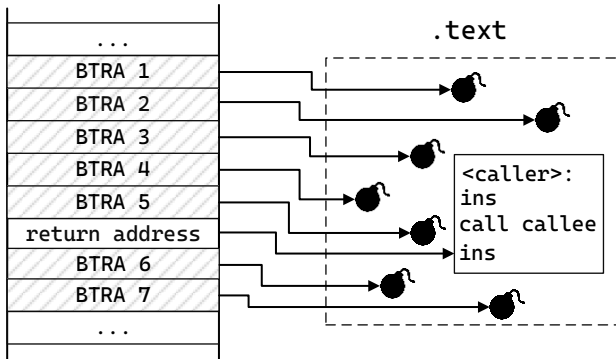 .text
...
BTRA 1
BTRA 2
BTRA 3
BTRA 4
BTRA 5
return address
BTRA 6
BTRA 7
...
<caller>:
ins
call callee
ins